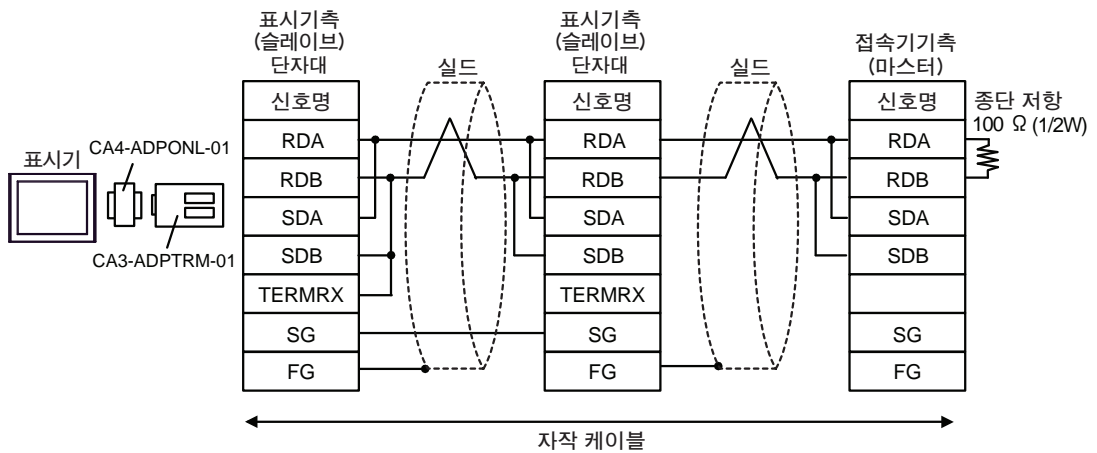 표시기측
(슬레이브)
단자대
표시기측
(슬레이브)
단자대
접속기기측
(마스터)
실드
실드
신호명
RDA
RDB
SDA
SDB
TERMRX
SG
FG
신호명
RDA
RDB
SDA
SDB
TERMRX
SG
FG
신호명
RDA
RDB
SDA
SDB
SG
FG
종단 저항
100 Ω (1/2W)
표시기
CA4-ADPONL-01
CA3-ADPTRM-01
자작 케이블